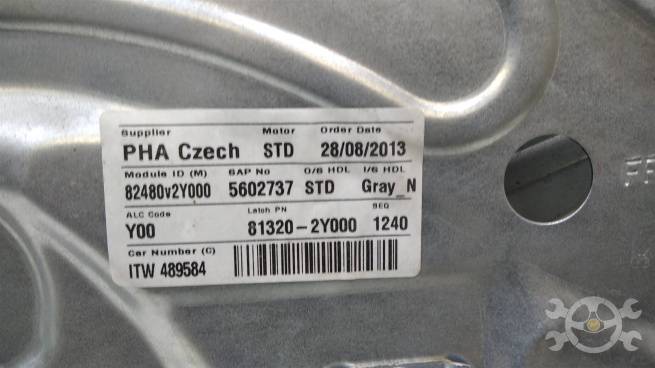 Supplier Motor Order Date
PHA Czech STD 28/08/2013
Module ID (M) SAP No O/S HDL I/S HDL
82480v2Y000 5602737 STD Gray_N
ALC Code Latch PN SEQ
Y00 81320-2Y000 1240
Car Number (C)
ITW 489584